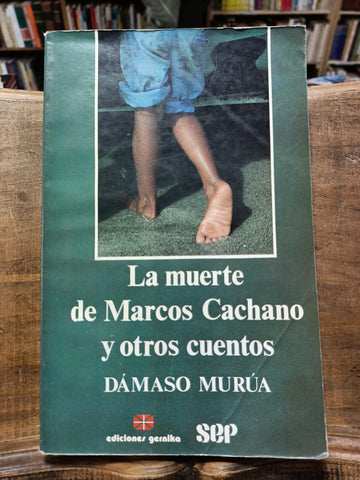 La muerte
de Marcos Cachano
y otros cuentos
DÁMASO MURÚA
ediciones gernika
sep